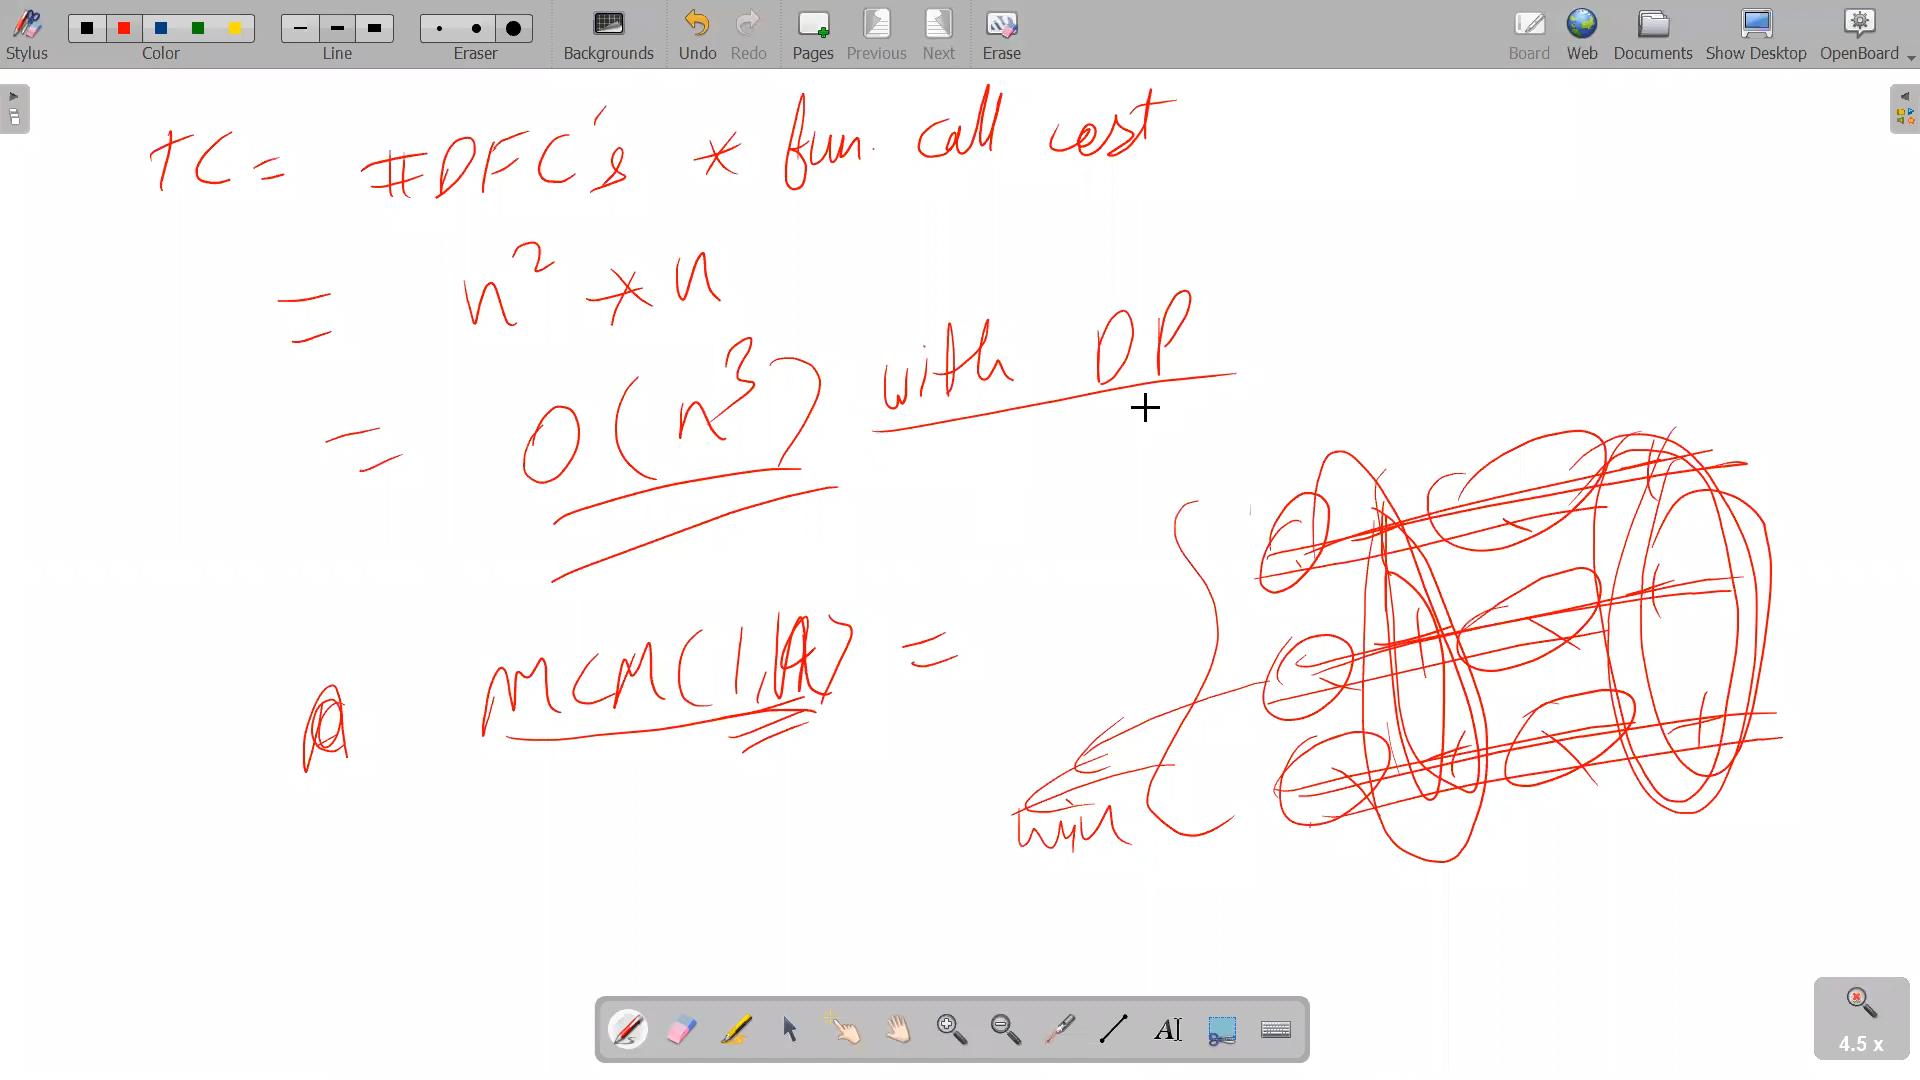 Stylus Color Line Eraser Backgrounds Undo Redo Pages Previous Next Erase Board Web Documents Show Desktop OpenBoard
TC = #DFC's * fun. call cost
= n² * n
= O(n³) with DP
MCM(1,
=
min
4.5 x